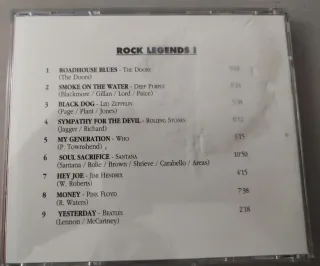 ROCK LEGENDS I
1 ROADHOUSE BLUES - THE DOORS
(The Doors)
2 SMOKE ON THE WATER - DEEP PURPLE
(Blackmore / Gillan / Lord / Paice)
3 BLACK DOG - LED ZEPPELIN
(Page / Plant / Jones)
4 SYMPATHY FOR THE DEVIL - ROLLING STONES
(Jagger / Richard)
5 MY GENERATION - WHO
(P. Townshend)
6 SOUL SACRIFICE - SANTANA 10'50
(Santana / Rolic / Brown / Shrieve / Carabello / Areas)
7 HEY JOE - JIMI HENDRIX 4'15
(W. Roberts)
8 MONEY - PINK FLOYD 7'38
(R. Waters)
9 YESTERDAY - BEATLES 2'18
(Lennon / McCartney)